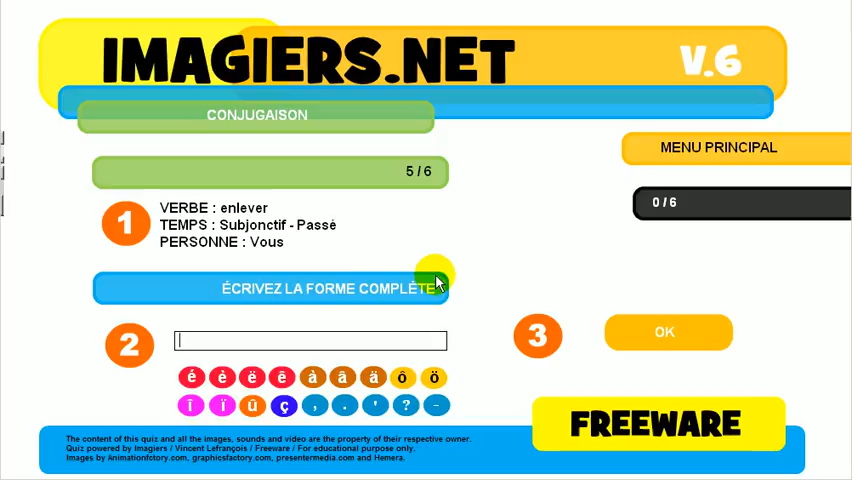 IMAGIERS.NET
V.6
CONJUGAISON
MENU PRINCIPAL
5 / 6
0 / 6
1
VERBE : enlever
TEMPS : Subjonctif - Passé
PERSONNE : Vous
ÉCRIVEZ LA FORME COMPLÉTE
2
3
OK
é è ë ê à â ä ô ö
î ï û ç , . ' ? -
FREEWARE
The content of this quiz and all the images, sounds and video are the property of their respective owner.
Quiz powered by Imagiers / Vincent Lefrançois / Freeware / For educational purpose only.
Images by Animationfctory.com, graphicsfactory.com, presentermedia.com and Hemera.